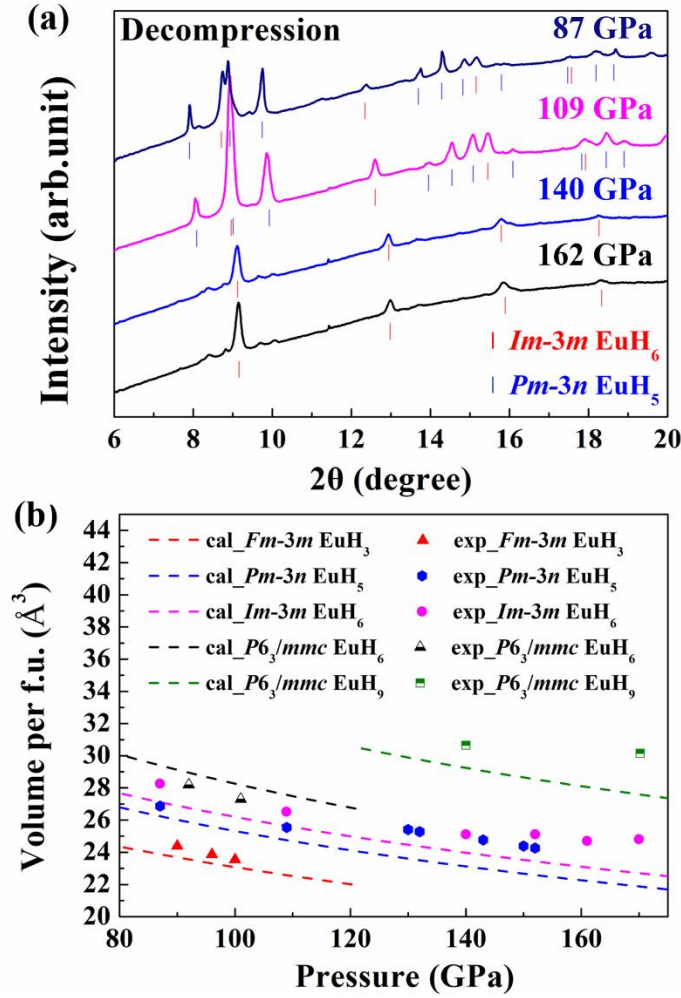 (a)
Decompression
87 GPa
109 GPa
140 GPa
162 GPa
Im-3m EuH₆
Pm-3n EuH₅
Intensity (arb.unit)
6 8 10 12 14 16 18 20
2θ (degree)
(b)
cal_Fm-3m EuH₃
cal_Pm-3n EuH₅
cal_Im-3m EuH₆
cal_P6₃/mmc EuH₆
cal_P6₃/mmc EuH₉
exp_Fm-3m EuH₃
exp_Pm-3n EuH₅
exp_Im-3m EuH₆
exp_P6₃/mmc EuH₆
exp_P6₃/mmc EuH₉
Volume per f.u. (Å³)
44
42
40
38
36
34
32
30
28
26
24
22
20
80 100 120 140 160
Pressure (GPa)